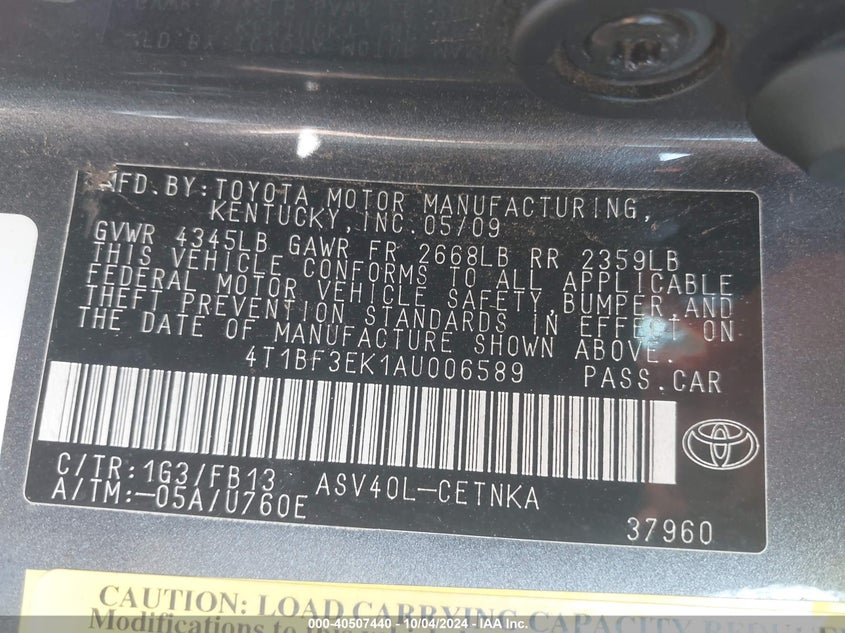 MFD. BY: TOYOTA MOTOR MANUFACTURING,
KENTUCKY, INC. 05/09
GVWR 4345LB GAWR FR 2668LB RR 2359LB
THIS VEHICLE CONFORMS TO ALL APPLICABLE
FEDERAL MOTOR VEHICLE SAFETY, BUMPER, AND
THEFT PREVENTION STANDARDS IN EFFECT ON
THE DATE OF MANUFACTURE SHOWN ABOVE.
4T1BF3EK1AU006589 PASS. CAR
C/TR: 1G3/FB13 ASV40L-CETNKA
A/TM: -05A/U760E
37960
CAUTION: LOAD CARRYING CAPACITY REDUCED
Modifications to
000-40507440 - 10/04/2024 - IAA Inc.